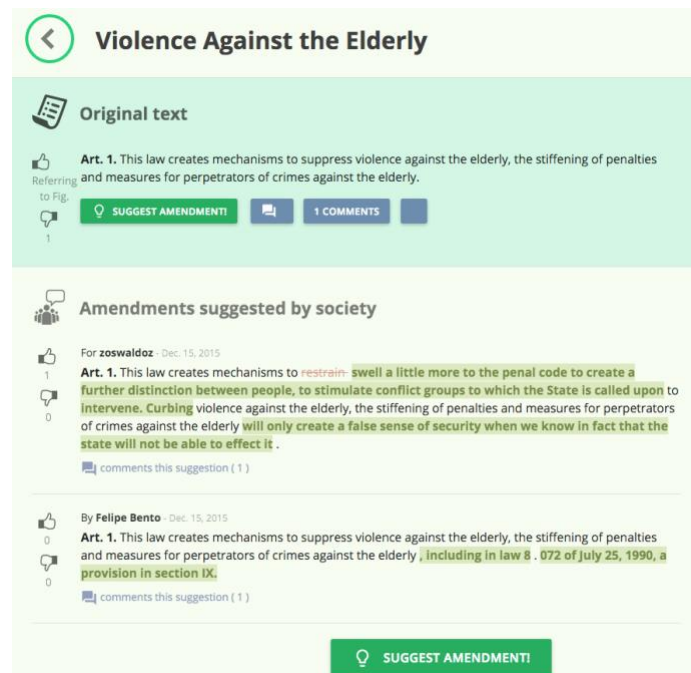 Violence Against the Elderly
Original text
Art. 1. This law creates mechanisms to suppress violence against the elderly, the stiffening of penalties
and measures for perpetrators of crimes against the elderly.
Referring
to Fig.
1
SUGGEST AMENDMENT!
1 COMMENTS
Amendments suggested by society
For zoswaldoz - Dec. 15, 2015
1
0
Art. 1. This law creates mechanisms to restrain swell a little more to the penal code to create a
further distinction between people, to stimulate conflict groups to which the State is called upon to
intervene. Curbing violence against the elderly, the stiffening of penalties and measures for perpetrators
of crimes against the elderly will only create a false sense of security when we know in fact that the
state will not be able to effect it .
comments this suggestion ( 1 )
By Felipe Bento - Dec. 15, 2015
0
0
Art. 1. This law creates mechanisms to suppress violence against the elderly, the stiffening of penalties
and measures for perpetrators of crimes against the elderly , including in law 8 . 072 of July 25, 1990, a
provision in section IX.
comments this suggestion ( 1 )
SUGGEST AMENDMENT!